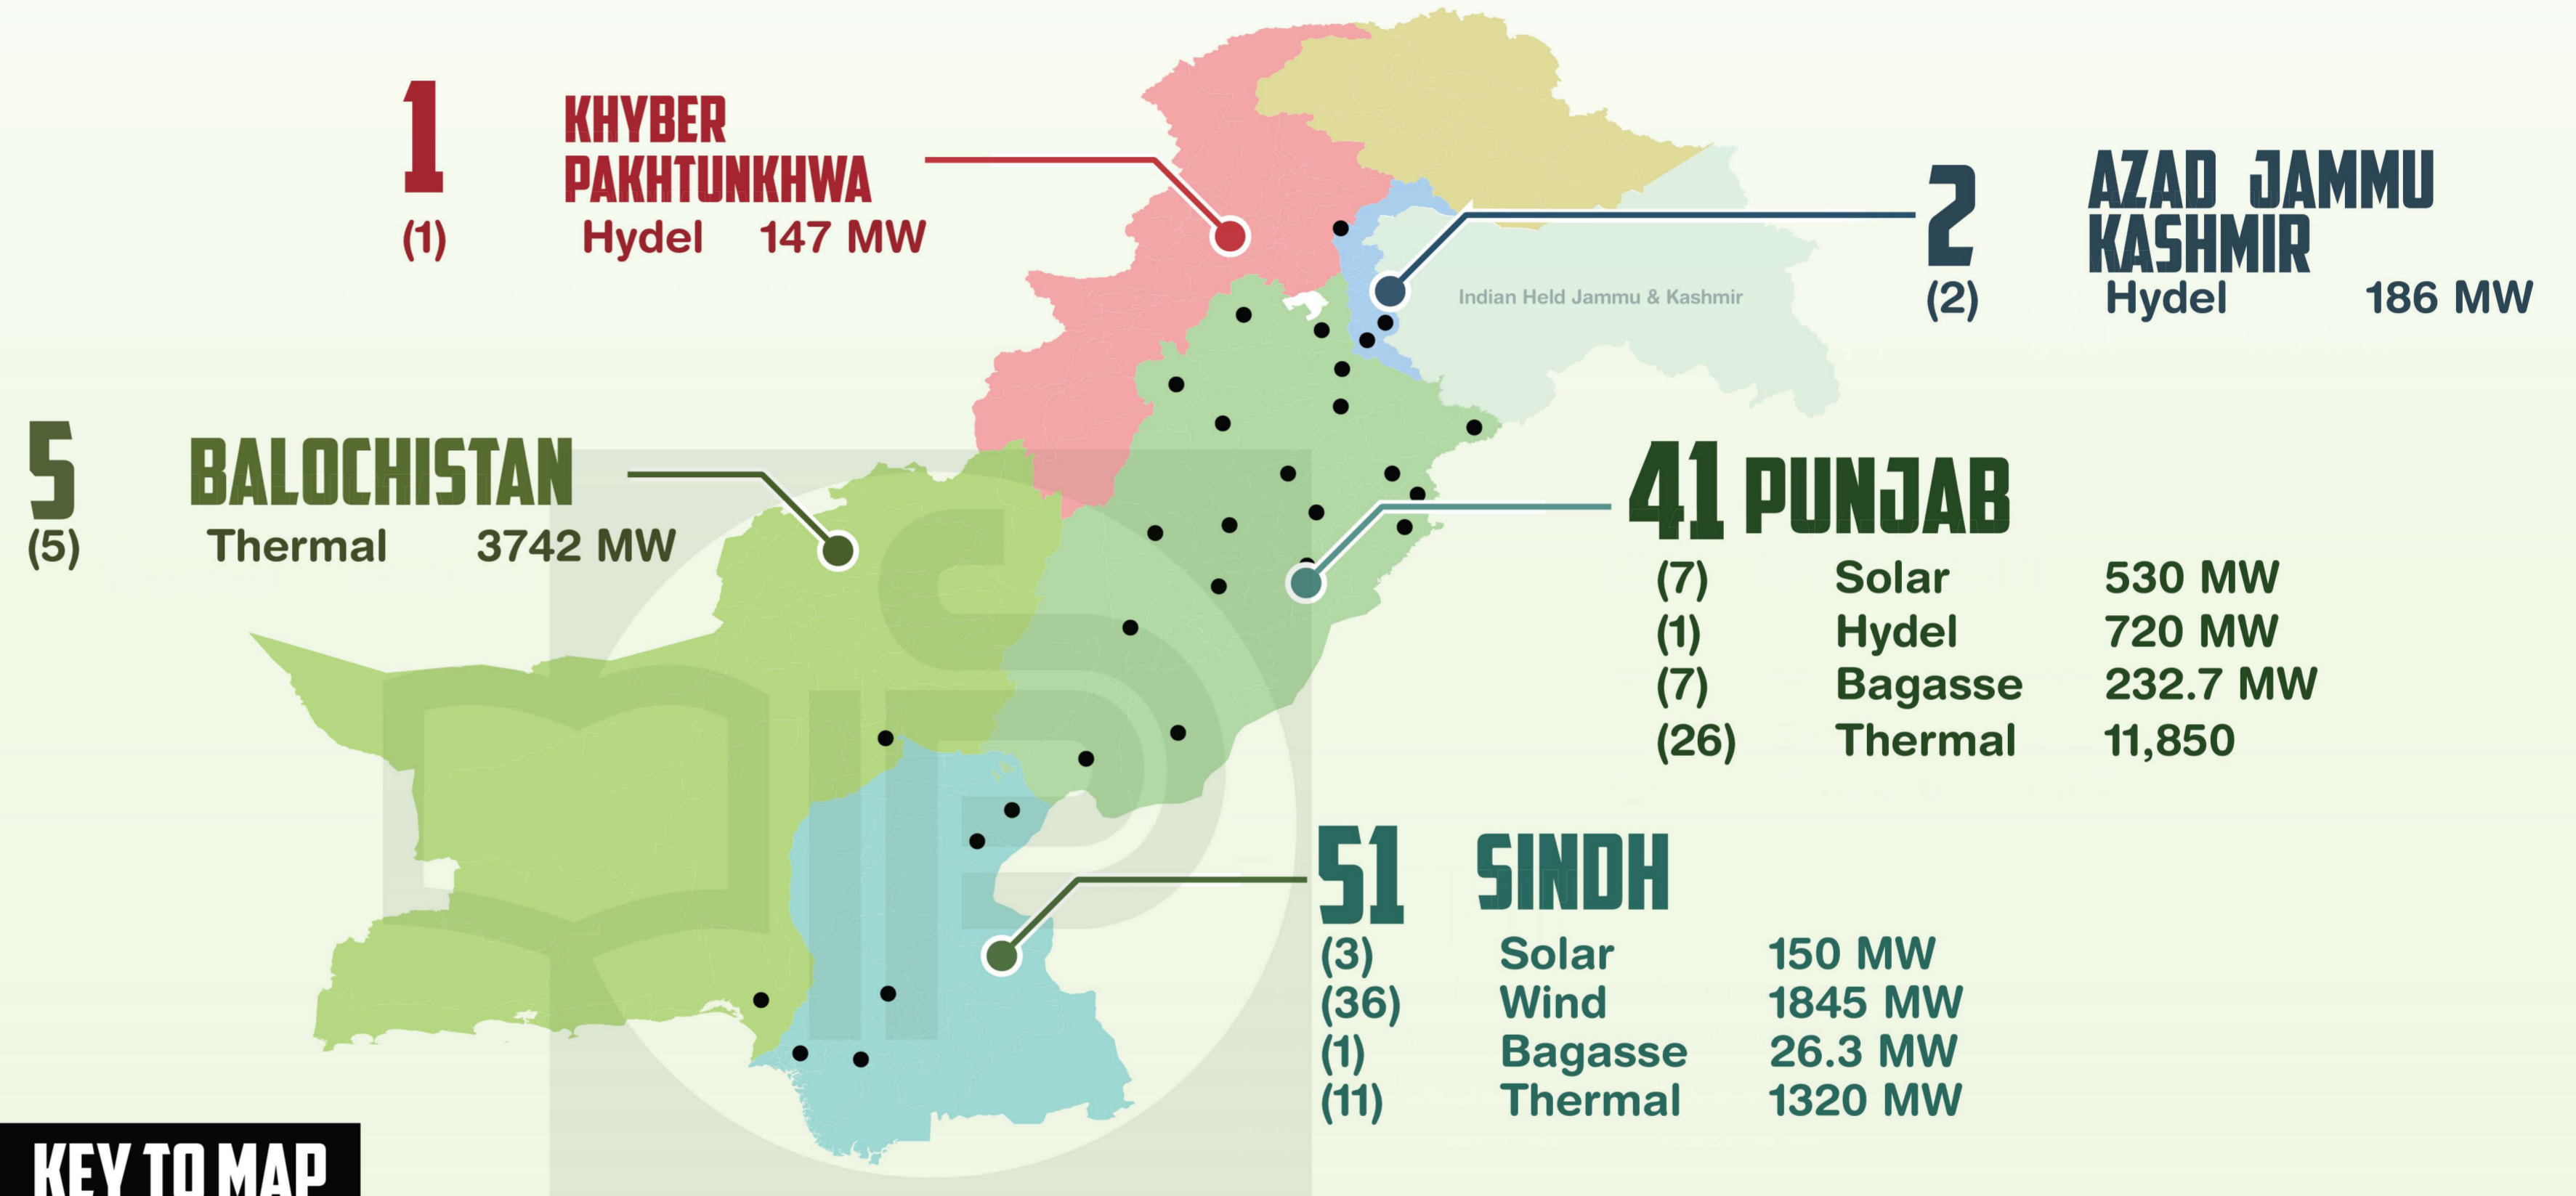 1 KHYBER
PAKHTUNKHWA
(1) Hydel 147 MW
2 AZAD JAMMU
KASHMIR
(2) Hydel 186 MW
Indian Held Jammu & Kashmir
5 BALOCHISTAN
(5) Thermal 3742 MW
41 PUNJAB
(7) Solar 530 MW
(1) Hydel 720 MW
(7) Bagasse 232.7 MW
(26) Thermal 11,850
51 SINDH
(3) Solar 150 MW
(36) Wind 1845 MW
(1) Bagasse 26.3 MW
(11) Thermal 1320 MW
KEY TO MAP